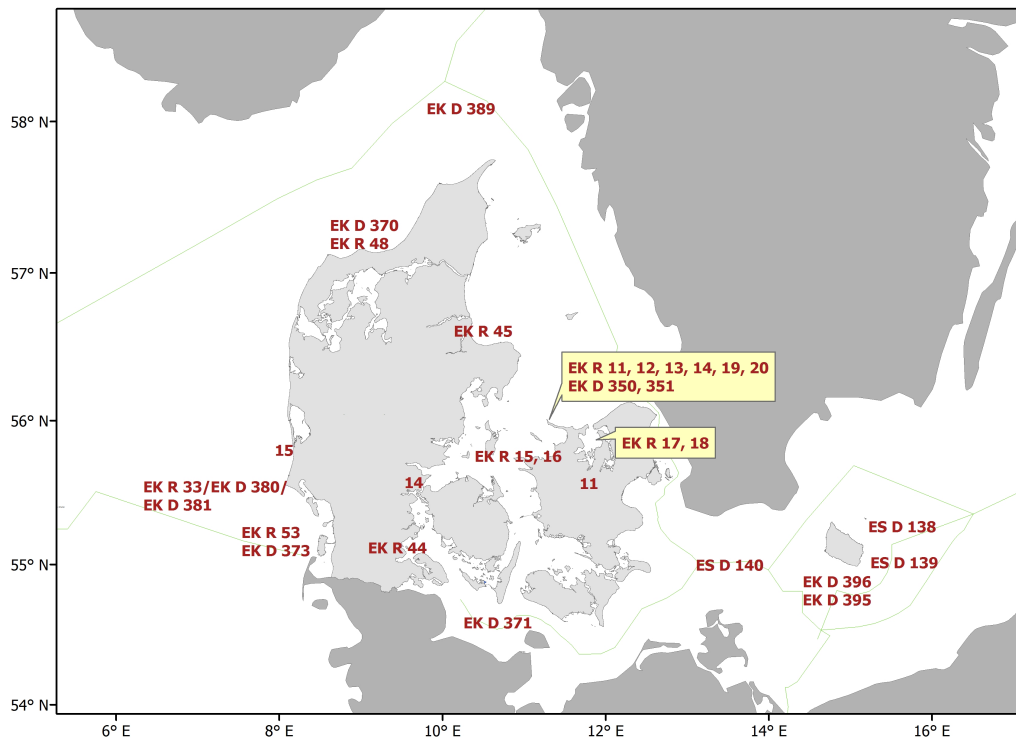 58° N
EK D 389
EK D 370
EK R 48
57° N
EK R 45
EK R 11, 12, 13, 14, 19, 20
EK D 350, 351
56° N
EK R 17, 18
15
EK R 15, 16
14
11
EK R 33/EK D 380/
EK D 381
ES D 138
EK R 53
EK D 373
EK R 44
55° N
ES D 140
ES D 139
EK D 396
EK D 395
EK D 371
54° N
6° E
8° E
10° E
12° E
14° E
16° E